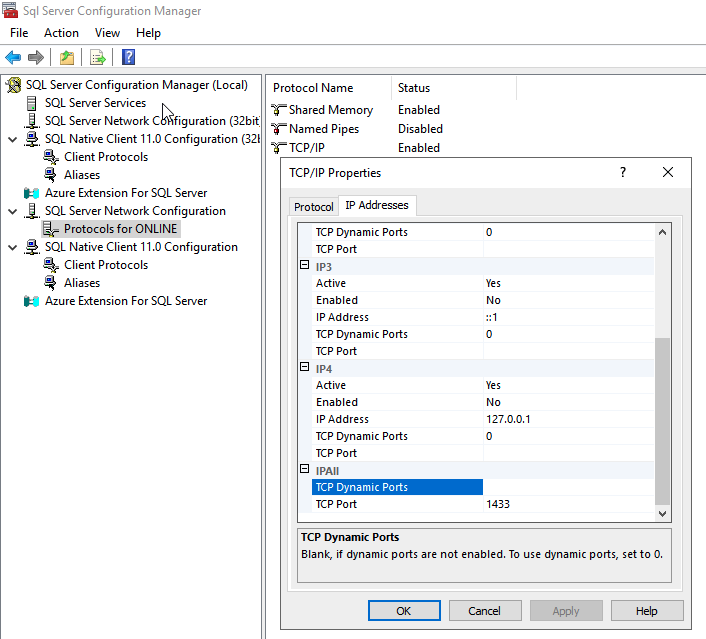 Sql Server Configuration Manager
File Action View Help
SQL Server Configuration Manager (Local)
SQL Server Services
SQL Server Network Configuration (32bit
SQL Native Client 11.0 Configuration (32b
Client Protocols
Aliases
Azure Extension For SQL Server
SQL Server Network Configuration
Protocols for ONLINE
SQL Native Client 11.0 Configuration
Client Protocols
Aliases
Azure Extension For SQL Server
Protocol Name Status
Shared Memory Enabled
Named Pipes Disabled
TCP/IP Enabled
TCP/IP Properties ?
Protocol IP Addresses
TCP Dynamic Ports 0
TCP Port
IP3
Active Yes
Enabled No
IP Address ::1
TCP Dynamic Ports 0
TCP Port
IP4
Active Yes
Enabled No
IP Address 127.0.0.1
TCP Dynamic Ports 0
TCP Port
IPAll
TCP Dynamic Ports
TCP Port 1433
TCP Dynamic Ports
Blank, if dynamic ports are not enabled. To use dynamic ports, set to 0.
OK Cancel Apply Help